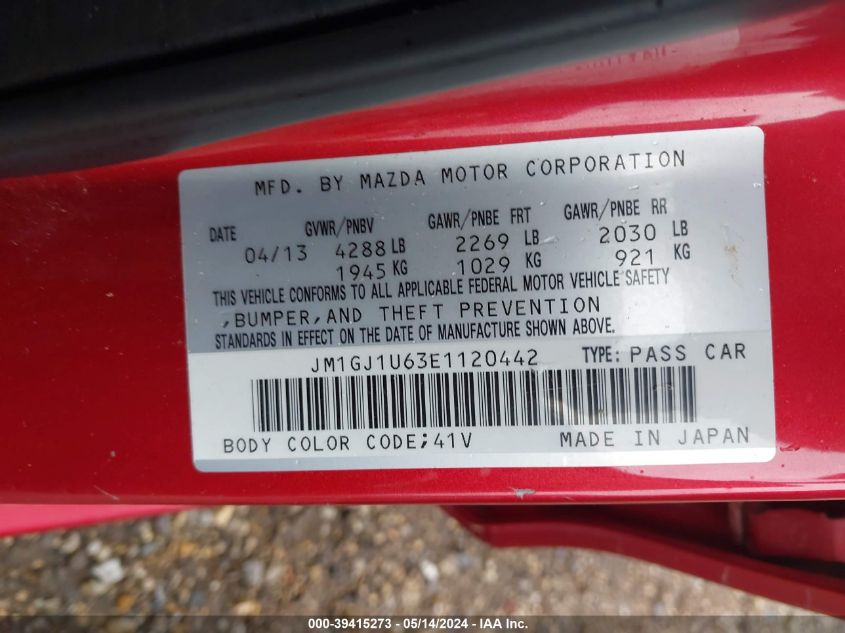 MFD. BY MAZDA MOTOR CORPORATION
DATE GVWR/PNBV GAWR/PNBE FRT GAWR/PNBE RR
04/13 4288 LB 2269 LB 2030 LB
1945 KG 1029 KG 921 KG
THIS VEHICLE CONFORMS TO ALL APPLICABLE FEDERAL MOTOR VEHICLE SAFETY
,BUMPER,AND THEFT PREVENTION
STANDARDS IN EFFECT ON THE DATE OF MANUFACTURE SHOWN ABOVE.
JM1GJ1U63E1120442 TYPE: PASS CAR
BODY COLOR CODE;41V MADE IN JAPAN
000-39415273 - 05/14/2024 - IAA Inc.